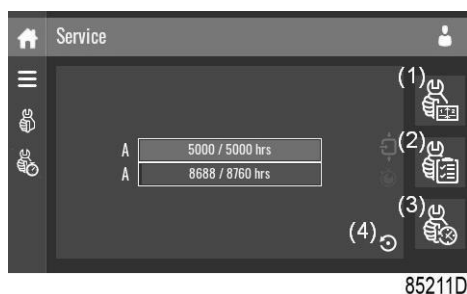 Service
(1)
(2)
A 5000 / 5000 hrs
A 8688 / 8760 hrs
(3)
(4)
85211D